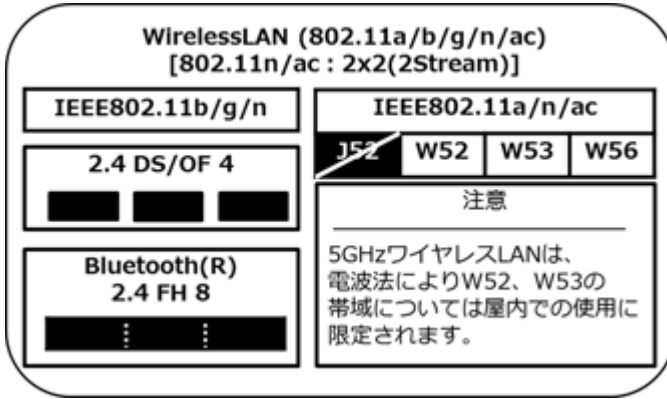 WirelessLAN (802.11a/b/g/n/ac)
[802.11n/ac : 2x2(2Stream)]
IEEE802.11b/g/n
2.4 DS/OF 4
Bluetooth(R)
2.4 FH 8
IEEE802.11a/n/ac
J52 W52 W53 W56
注意
5GHzワイヤレスLANは、
電波法によりW52、W53の
帯域については屋内での使用に
限定されます。